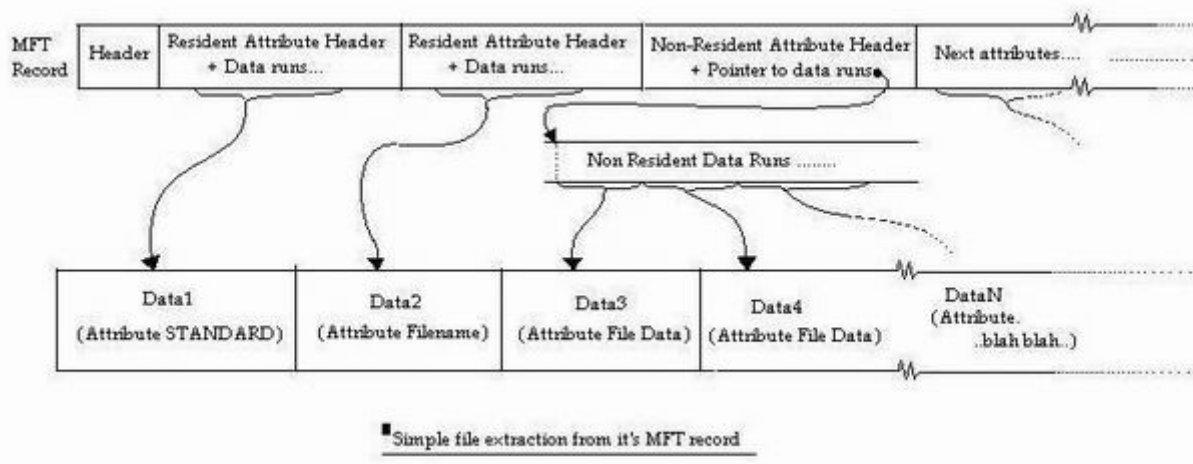 MFT
Record
Header
Resident Attribute Header
+ Data runs...
Resident Attribute Header
+ Data runs...
Non-Resident Attribute Header
+ Pointer to data runs
Next attributes....
Non Resident Data Runs ........
Data1
(Attribute STANDARD)
Data2
(Attribute Filename)
Data3
(Attribute File Data)
Data4
(Attribute File Data)
DataN
(Attribute.
..blah blah..)
Simple file extraction from it's MFT record